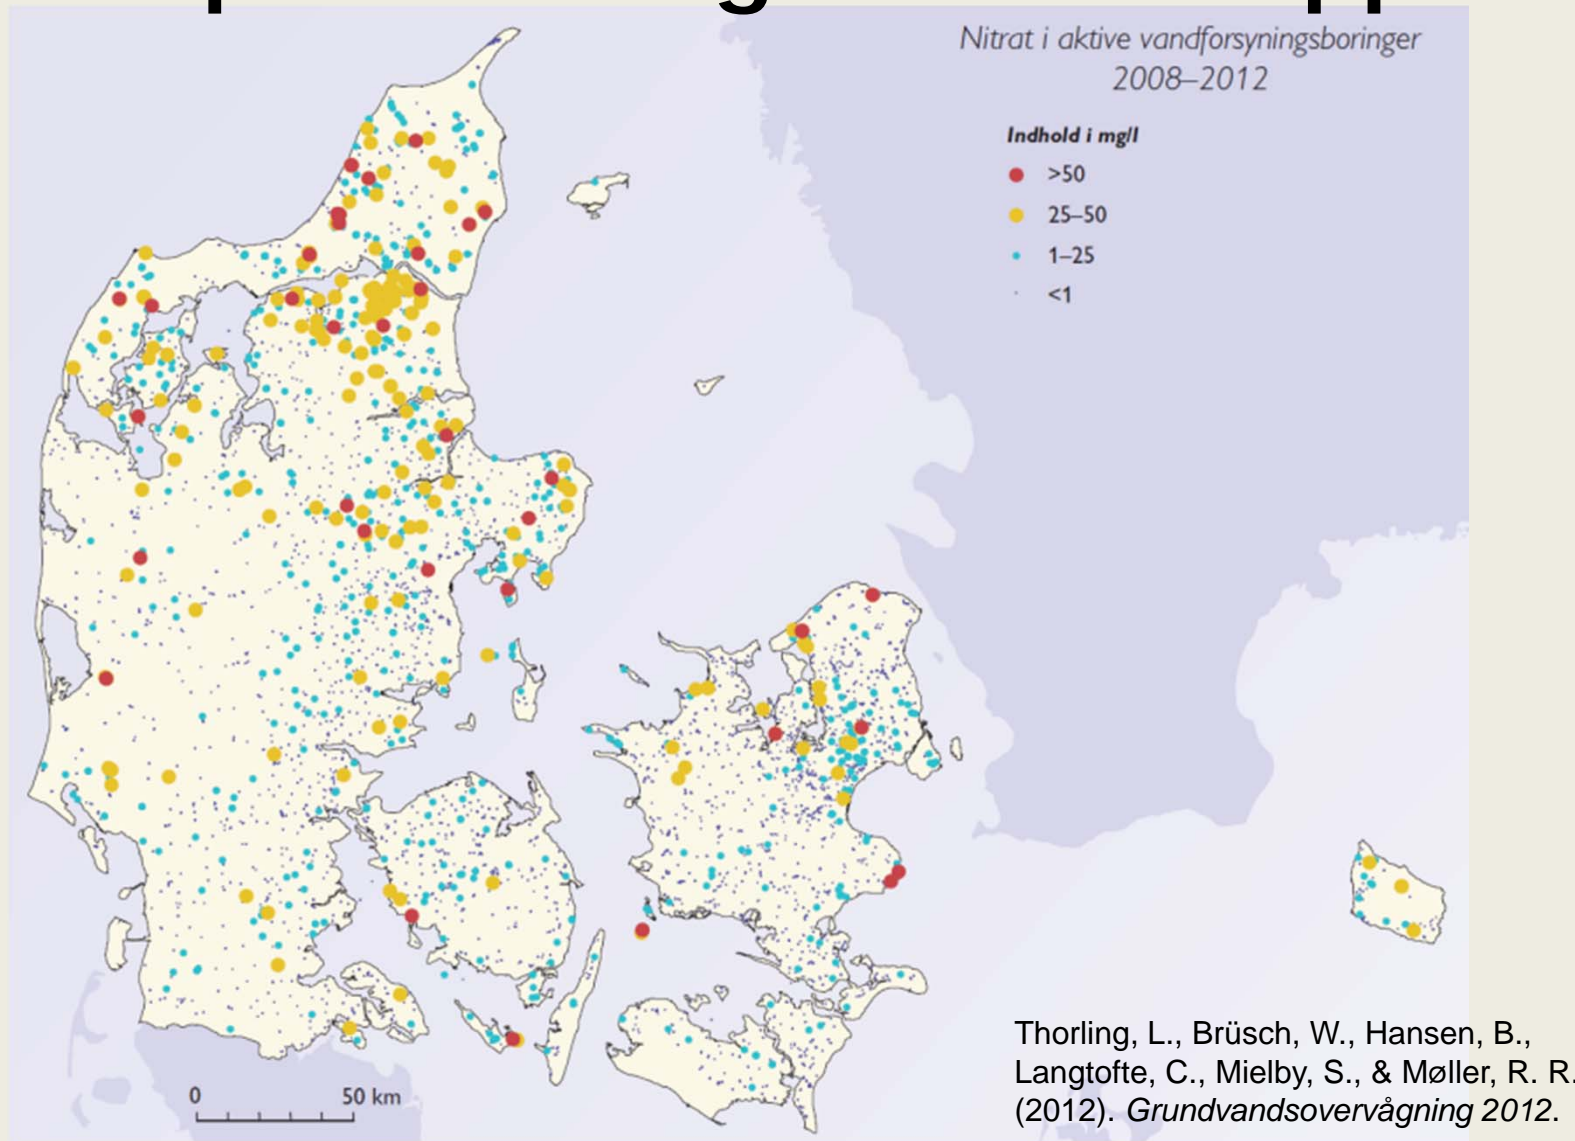 Nitrat i aktive vandforsyningsboringer
2008–2012
Indhold i mg/l
>50
25–50
1–25
<1
0 50 km
Thorling, L., Brüsch, W., Hansen, B.,
Langtofte, C., Mielby, S., & Møller, R. R.
(2012). Grundvandsovervågning 2012.